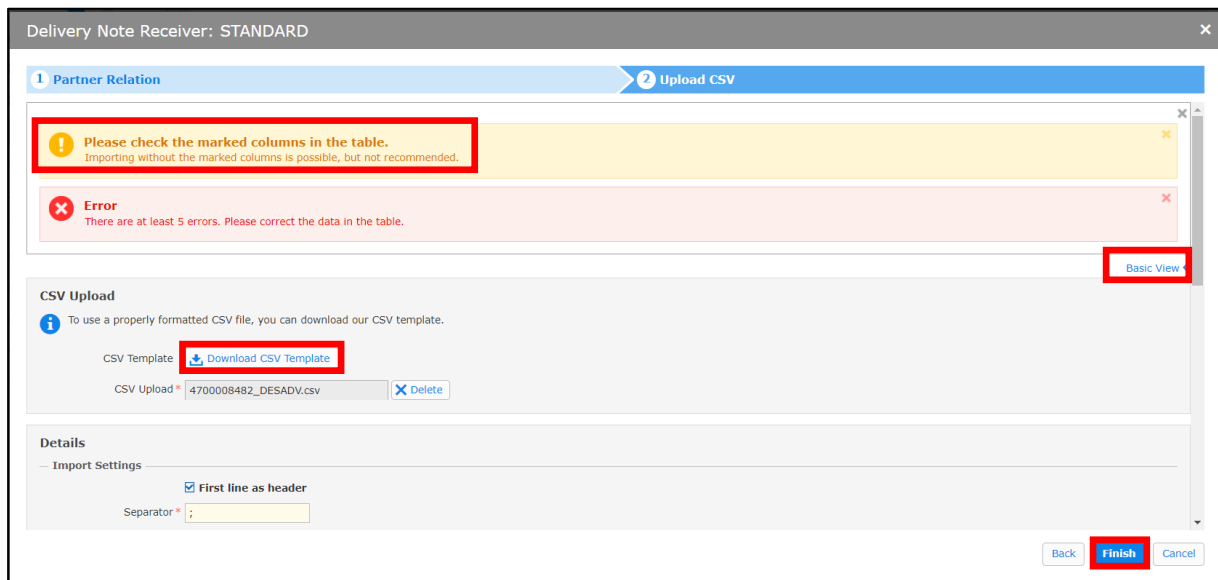 Delivery Note Receiver: STANDARD
1 Partner Relation
2 Upload CSV
Please check the marked columns in the table.
Importing without the marked columns is possible, but not recommended.
Error
There are at least 5 errors. Please correct the data in the table.
Basic View
CSV Upload
To use a properly formatted CSV file, you can download our CSV template.
CSV Template Download CSV Template
CSV Upload * 4700008482_DESADV.csv Delete
Details
Import Settings
First line as header
Separator * ;
Back Finish Cancel